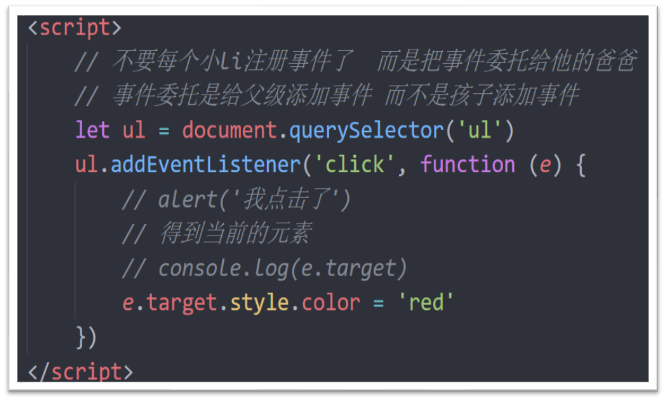 <script>
// 不要每个小li注册事件了  而是把事件委托给他的爸爸
// 事件委托是给父级添加事件 而不是孩子添加事件
let ul = document.querySelector('ul')
ul.addEventListener('click', function (e) {
// alert('我点击了')
// 得到当前的元素
// console.log(e.target)
e.target.style.color = 'red'
})
</script>